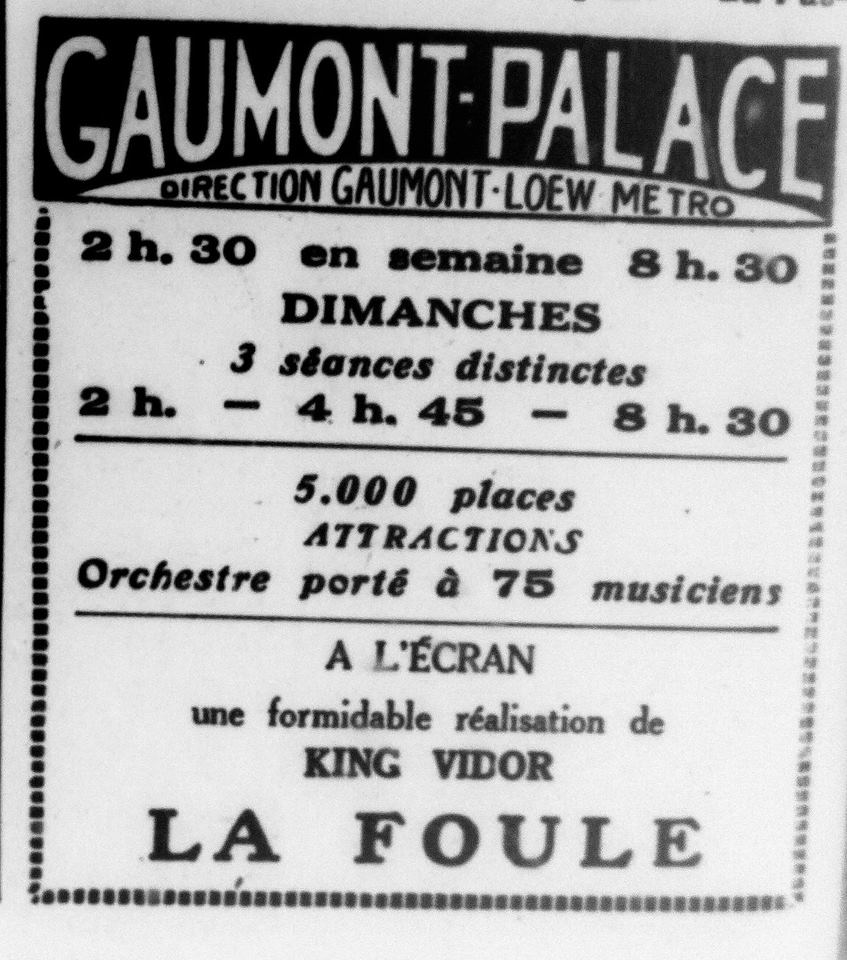 GAUMONT-PALACE
DIRECTION GAUMONT·LOEW METRO
2 h. 30 en semaine 8 h. 30
DIMANCHES
3 séances distinctes
2 h. — 4 h. 45 — 8 h. 30
5.000 places
ATTRACTIONS
Orchestre porté à 75 musiciens
A L'ÉCRAN
une formidable réalisation de
KING VIDOR
LA FOULE